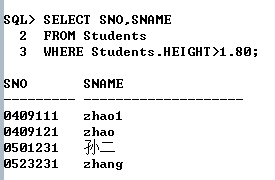 SQL> SELECT SNO,SNAME
2 FROM Students
3 WHERE Students.HEIGHT>1.80;
SNO SNAME
---------- --------------------
0409111 zhao1
0409121 zhao
0501231 孙二
0523231 zhang